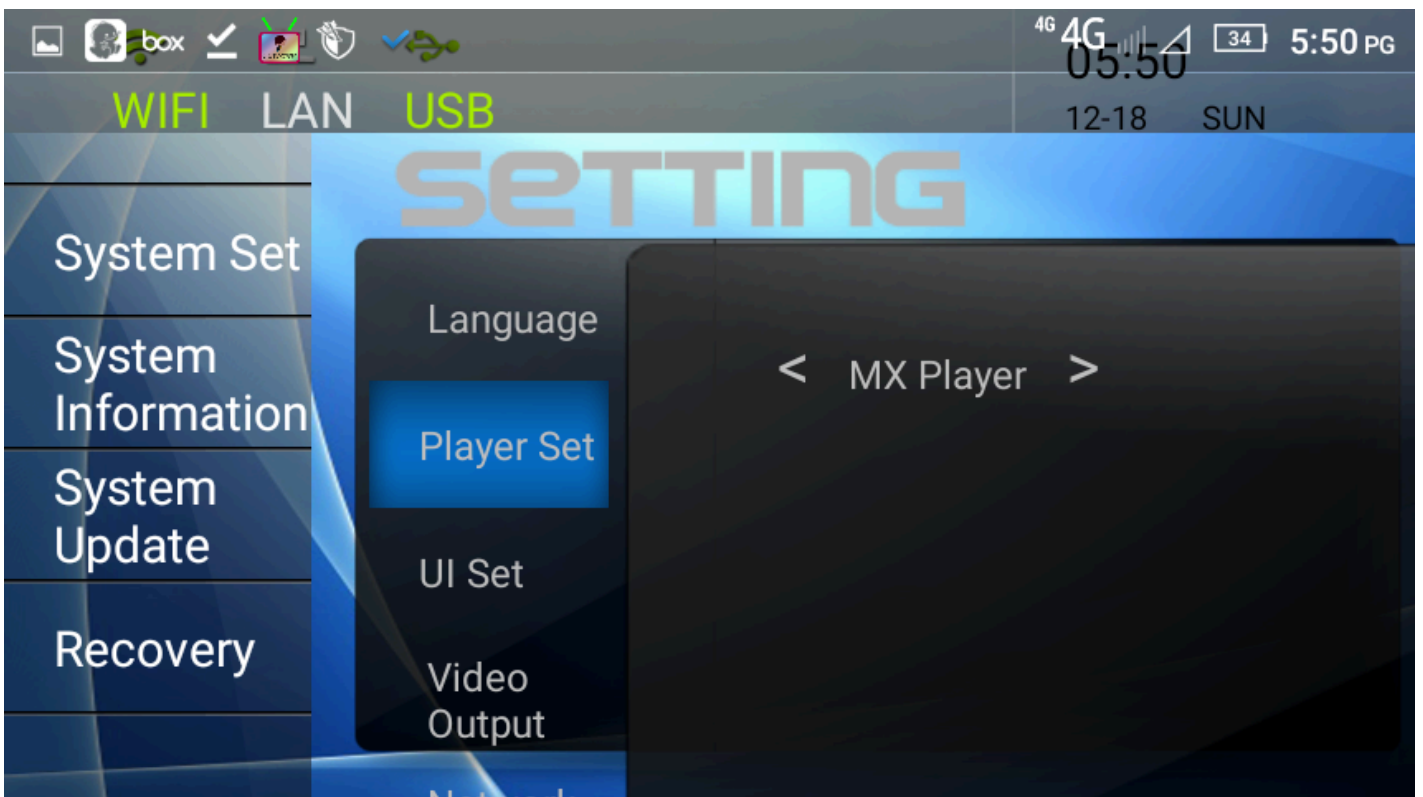 box
4G 4G 34 5:50 PG
05:50
WIFI LAN USB
12-18 SUN
SETTING
System Set
System
Information
System
Update
Recovery
Language
Player Set
UI Set
Video
Output
< MX Player >